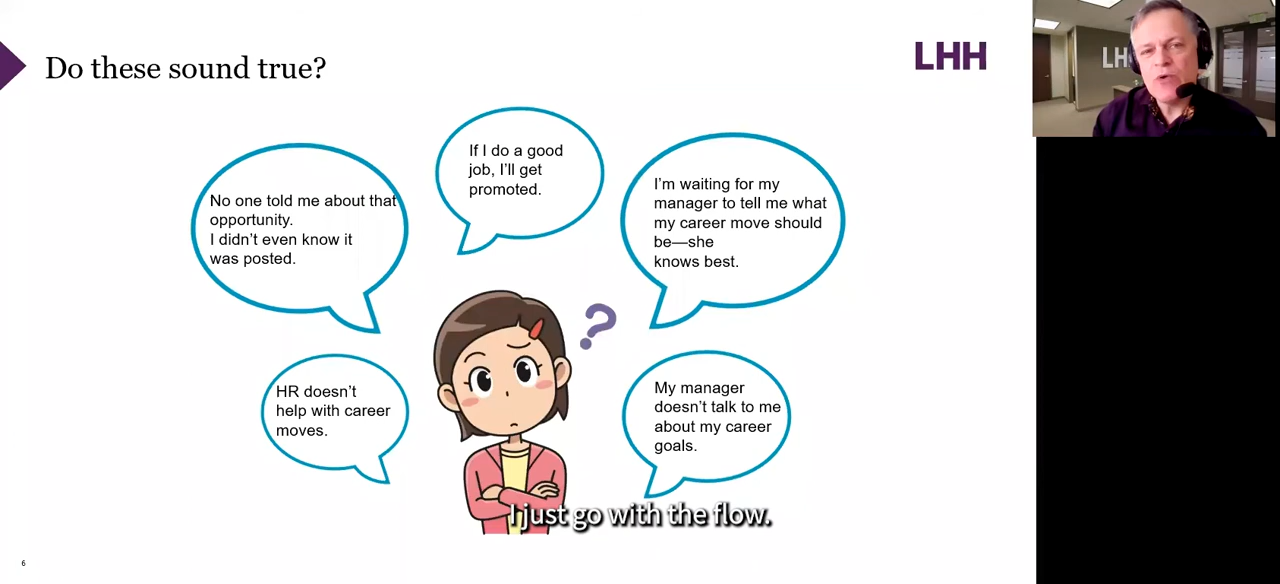 Do these sound true?
LHH
If I do a good
job, I'll get
promoted.
No one told me about that
opportunity.
I didn't even know it
was posted.
I'm waiting for my
manager to tell me what
my career move should
be—she
knows best.
?
HR doesn't
help with career
moves.
My manager
doesn't talk to me
about my career
goals.
I just go with the flow.
6
LH